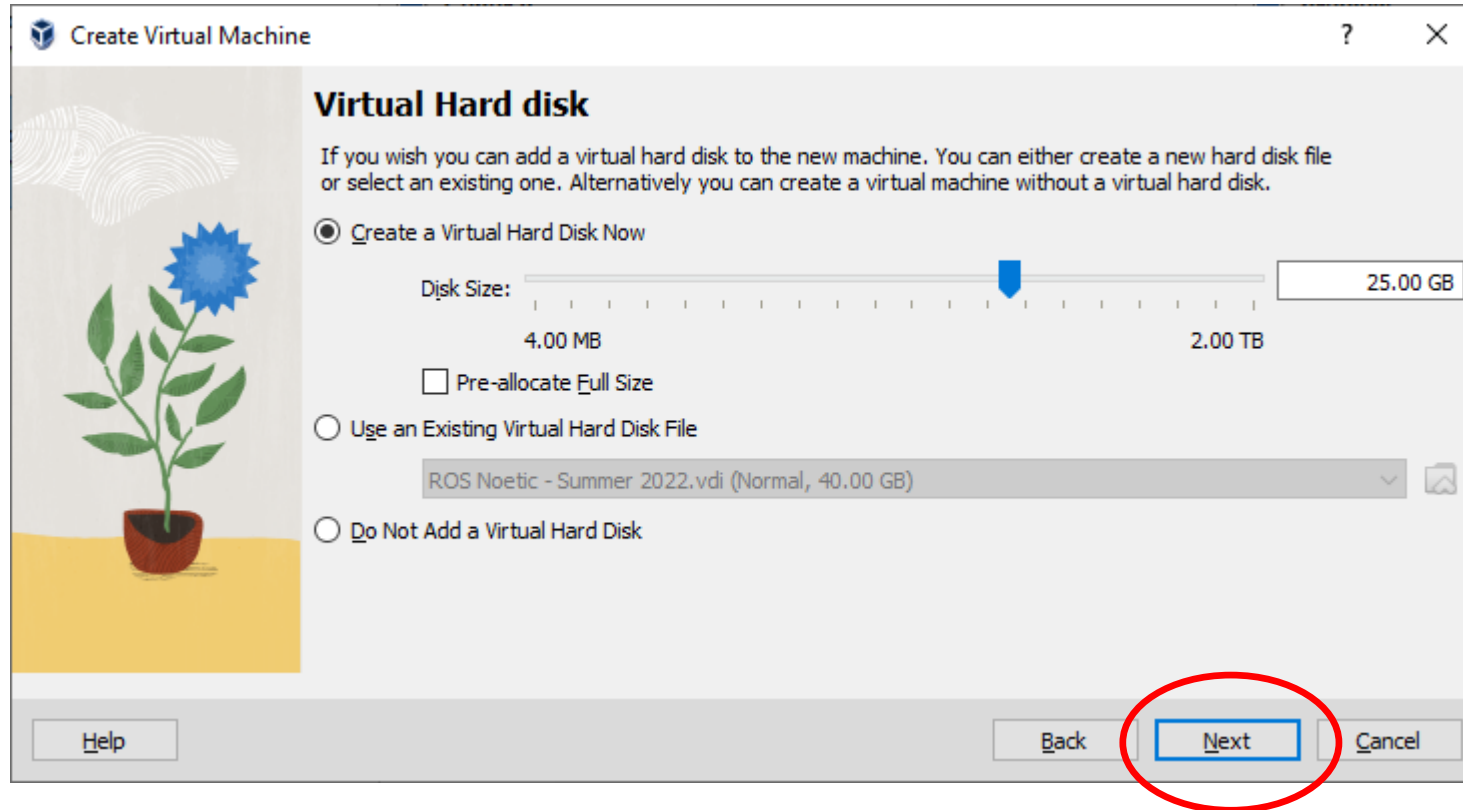 Create Virtual Machine
?
Virtual Hard disk
If you wish you can add a virtual hard disk to the new machine. You can either create a new hard disk file
or select an existing one. Alternatively you can create a virtual machine without a virtual hard disk.
Create a Virtual Hard Disk Now
Disk Size:
25.00 GB
4.00 MB
2.00 TB
Pre-allocate Full Size
Use an Existing Virtual Hard Disk File
ROS Noetic - Summer 2022.vdi (Normal, 40.00 GB)
Do Not Add a Virtual Hard Disk
Help
Back
Next
Cancel